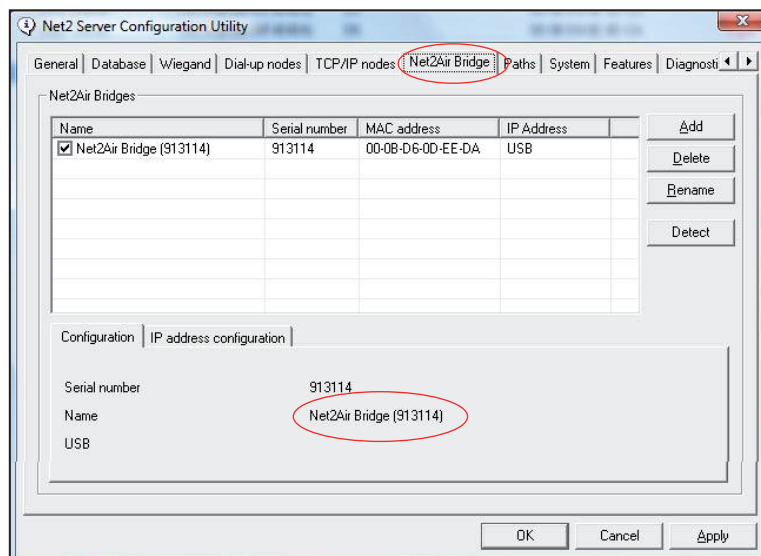 Net2 Server Configuration Utility
General Database Wiegand Dial-up nodes TCP/IP nodes Net2Air Bridge Paths System Features Diagnosti
Net2Air Bridges
Name Serial number MAC address IP Address
Net2Air Bridge (913114) 913114 00-0B-D6-0D-EE-DA USB
Add
Delete
Rename
Detect
Configuration IP address configuration
Serial number 913114
Name Net2Air Bridge (913114)
USB
OK Cancel Apply